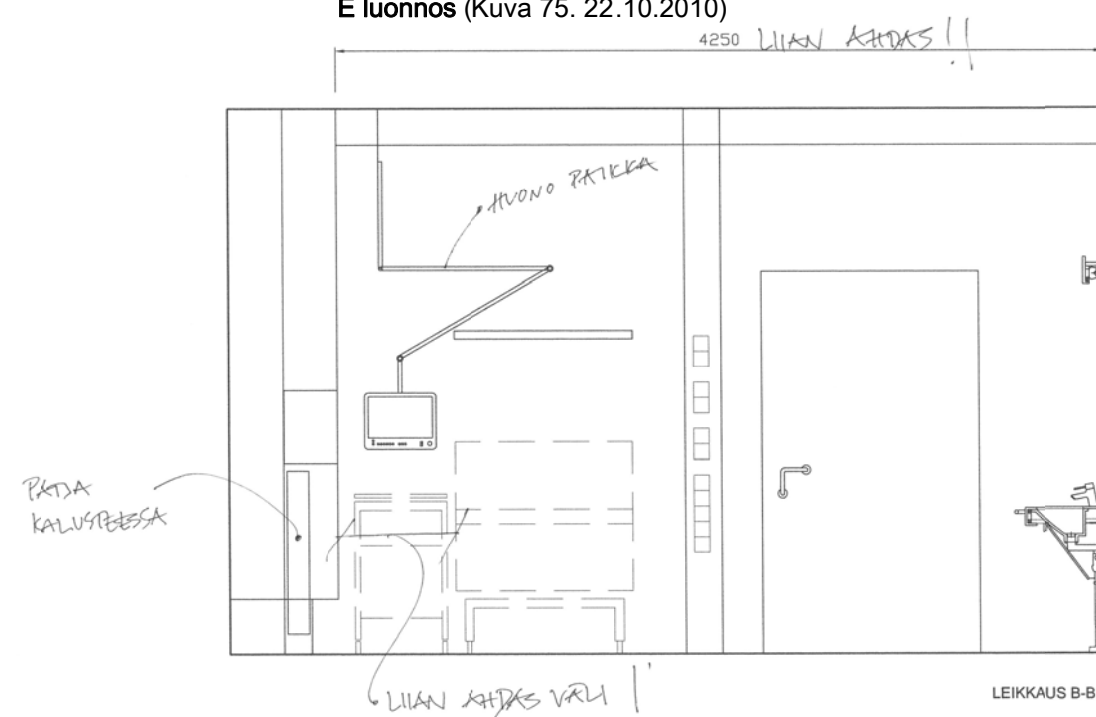 E luonnos (Kuva 75. 22.10.2010)
4250 LIIAN AHDAS!!
HUONO PAIKKA
PATJA
KALUSTEESSA
LIIAN AHDAS VÄLI !
LEIKKAUS B-B